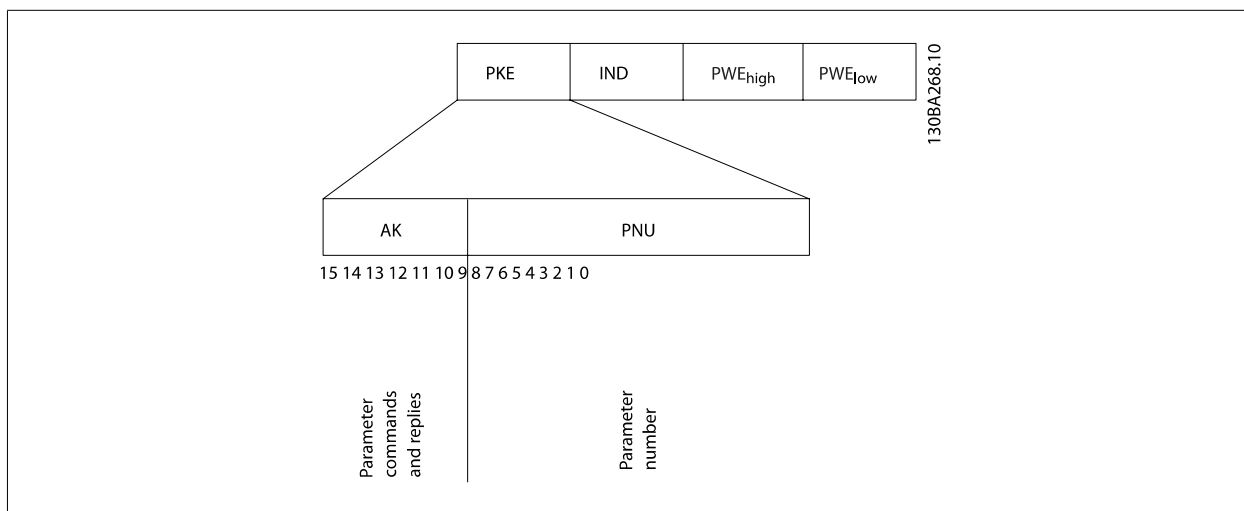 PKE IND PWEhigh PWElow
130BA268.10
AK PNU
15 14 13 12 11 10 9 8 7 6 5 4 3 2 1 0
Parameter
commands
and replies
Parameter
number